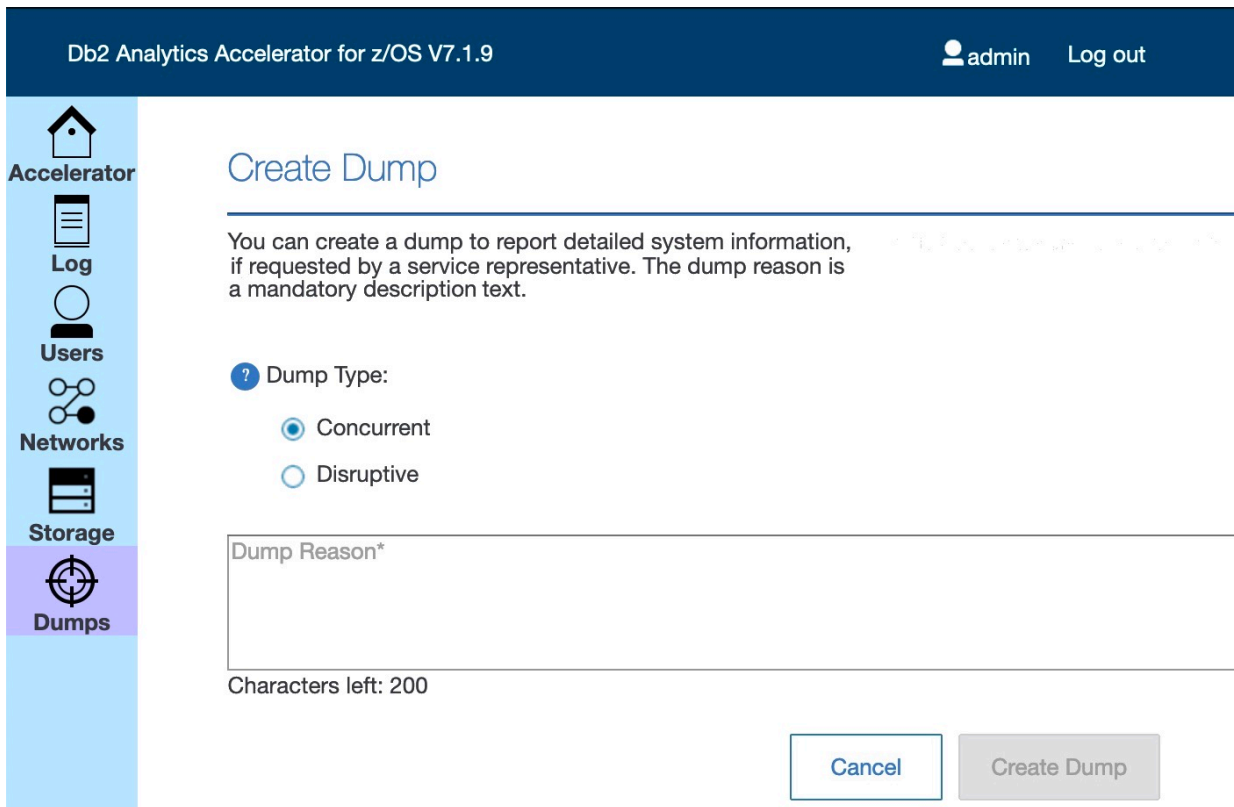 Db2 Analytics Accelerator for z/OS V7.1.9
admin
Log out
Accelerator
Log
Users
Networks
Storage
Dumps
Create Dump
You can create a dump to report detailed system information,
if requested by a service representative. The dump reason is
a mandatory description text.
? Dump Type:
Concurrent
Disruptive
Dump Reason*
Characters left: 200
Cancel
Create Dump